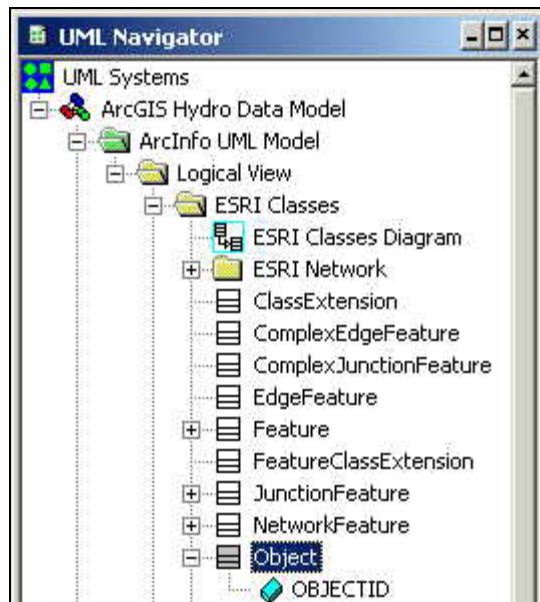 UML Navigator
UML Systems
ArcGIS Hydro Data Model
ArcInfo UML Model
Logical View
ESRI Classes
ESRI Classes Diagram
ESRI Network
ClassExtension
ComplexEdgeFeature
ComplexJunctionFeature
EdgeFeature
Feature
FeatureClassExtension
JunctionFeature
NetworkFeature
Object
OBJECTID